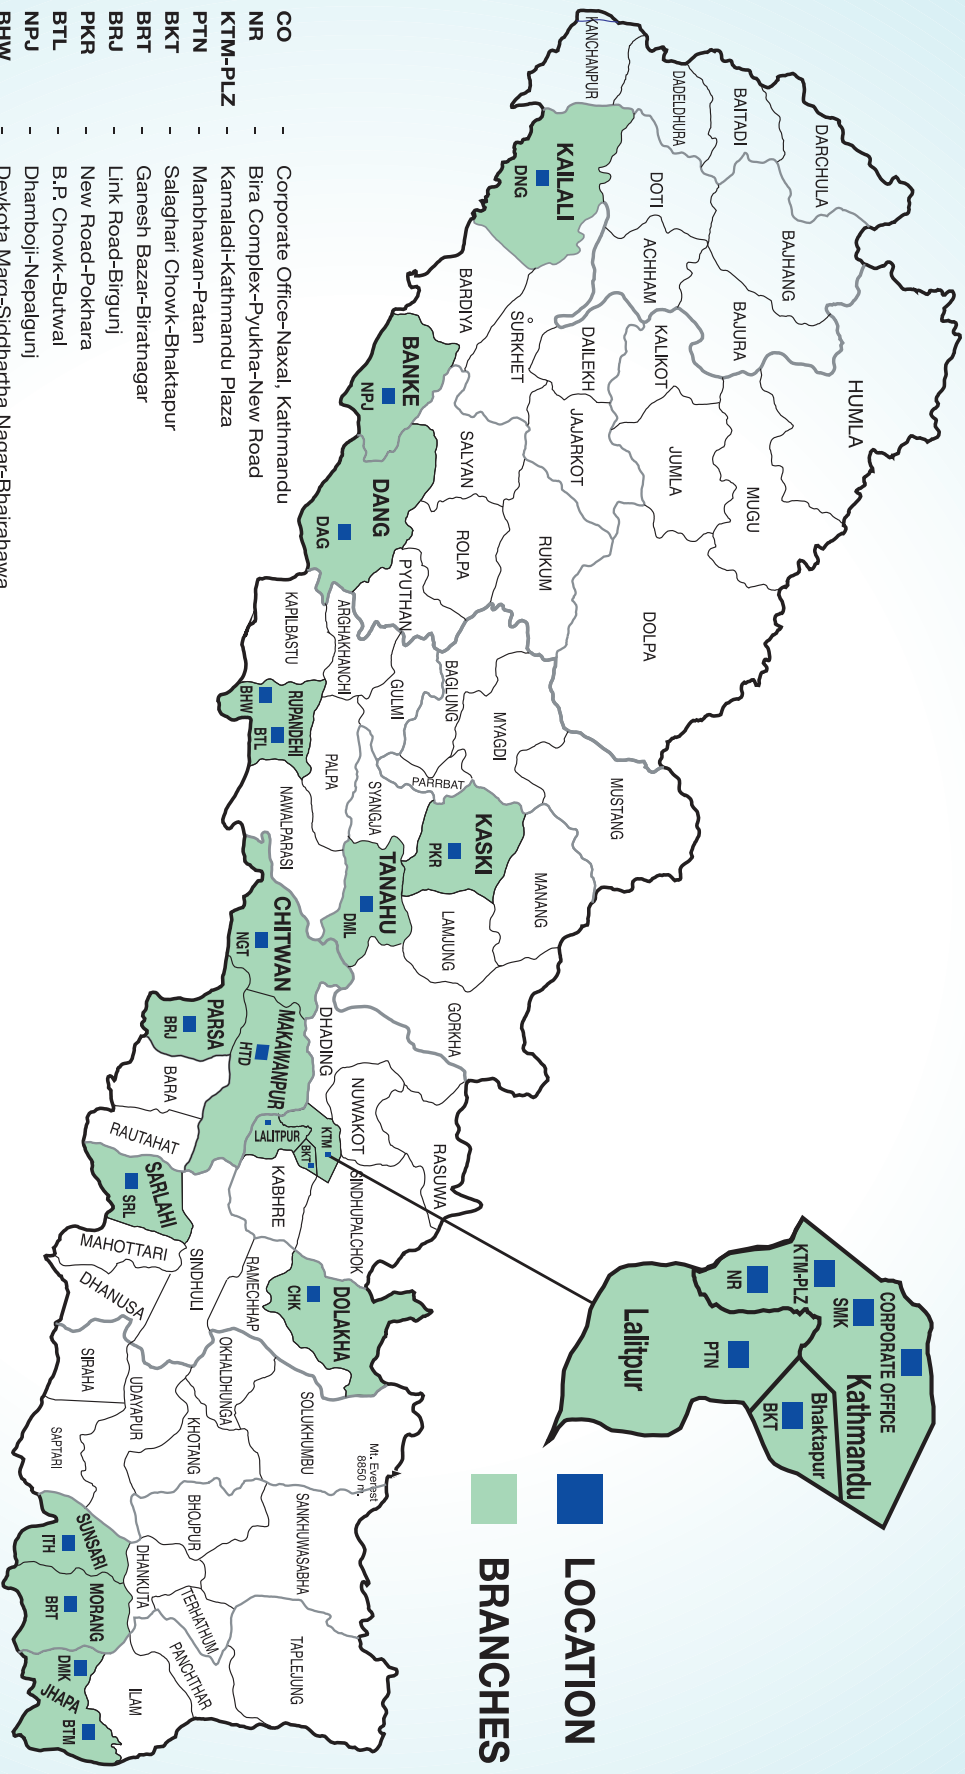 LOCATION
BRANCHES
CORPORATE OFFICE
Kathmandu
SMK
KTM-PLZ
NR
Bhaktapur
BKT
PTN
Lalitpur
DARCHULA
BAITADI
DADELDHURA
KANCHANPUR
BAJHANG
DOTI
KAILALI
DNG
HUMLA
BAJURA
ACHHAM
KALIKOT
DAILEKH
SURKHET
BARDIYA
MUGU
JUMLA
JAJARKOT
SALYAN
BANKE
NPJ
DANG
DAG
DOLPA
RUKUM
ROLPA
PYUTHAN
MUSTANG
MYAGDI
BAGLUNG
GULMI
ARGHAKHANCHI
KAPILBASTU
PARRBAT
SYANGJA
PALPA
RUPANDEHI
BHW
BTL
NAWALPARASI
MANANG
KASKI
PKR
LAMJUNG
TANAHU
DML
GORKHA
CHITWAN
NGT
DHADING
MAKAWANPUR
HTD
PARSA
BRJ
BARA
RAUTAHAT
RASUWA
NUWAKOT
KTM
BKT
LALITPUR
SINDHUPALCHOK
KABHRE
SARLAHI
SRL
MAHOTTARI
DHANUSA
SINDHULI
RAMECHHAP
DOLAKHA
CHK
OKHALDHUNGA
SOLUKHUMBU
Mt. Everest
8850 m.
SIRAHA
SAPTARI
UDAYAPUR
KHOTANG
BHOJPUR
SANKHUWASABHA
DHANKUTA
TERHATHUM
SUNSARI
ITH
MORANG
BRT
TAPLEJUNG
PANCHTHAR
ILAM
DMK
JHAPA
BTM
CO - Corporate Office-Naxal, Kathmandu
NR - Bira Complex-Pyukha-New Road
KTM-PLZ - Kamaladi-Kathmandu Plaza
PTN - Manbhawan-Patan
BKT - Salaghari Chowk-Bhaktapur
BRT - Ganesh Bazar-Biratnagar
BRJ - Link Road-Birgunj
PKR - New Road-Pokhara
BTL - B.P. Chowk-Butwal
NPJ - Dhamboji-Nepalgunj
BHW - Devkota Marg-Siddhartha Nagar-Bhairahawa